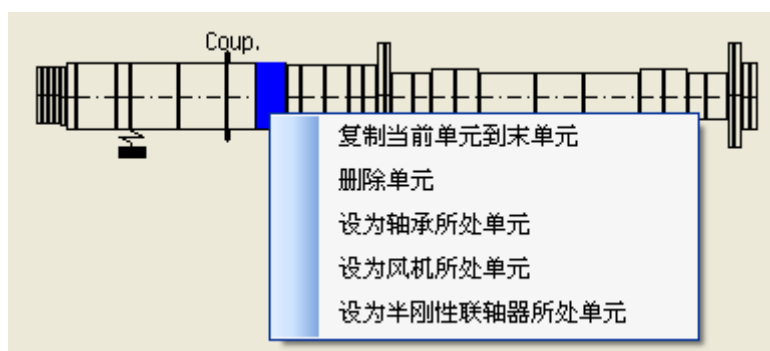 Coup.
复制当前单元到末单元
删除单元
设为轴承所处单元
设为风机所处单元
设为半刚性联轴器所处单元